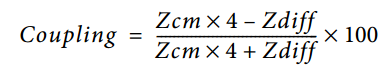 Coupling = Zcm × 4 – Zdiff / Zcm × 4 + Zdiff × 100